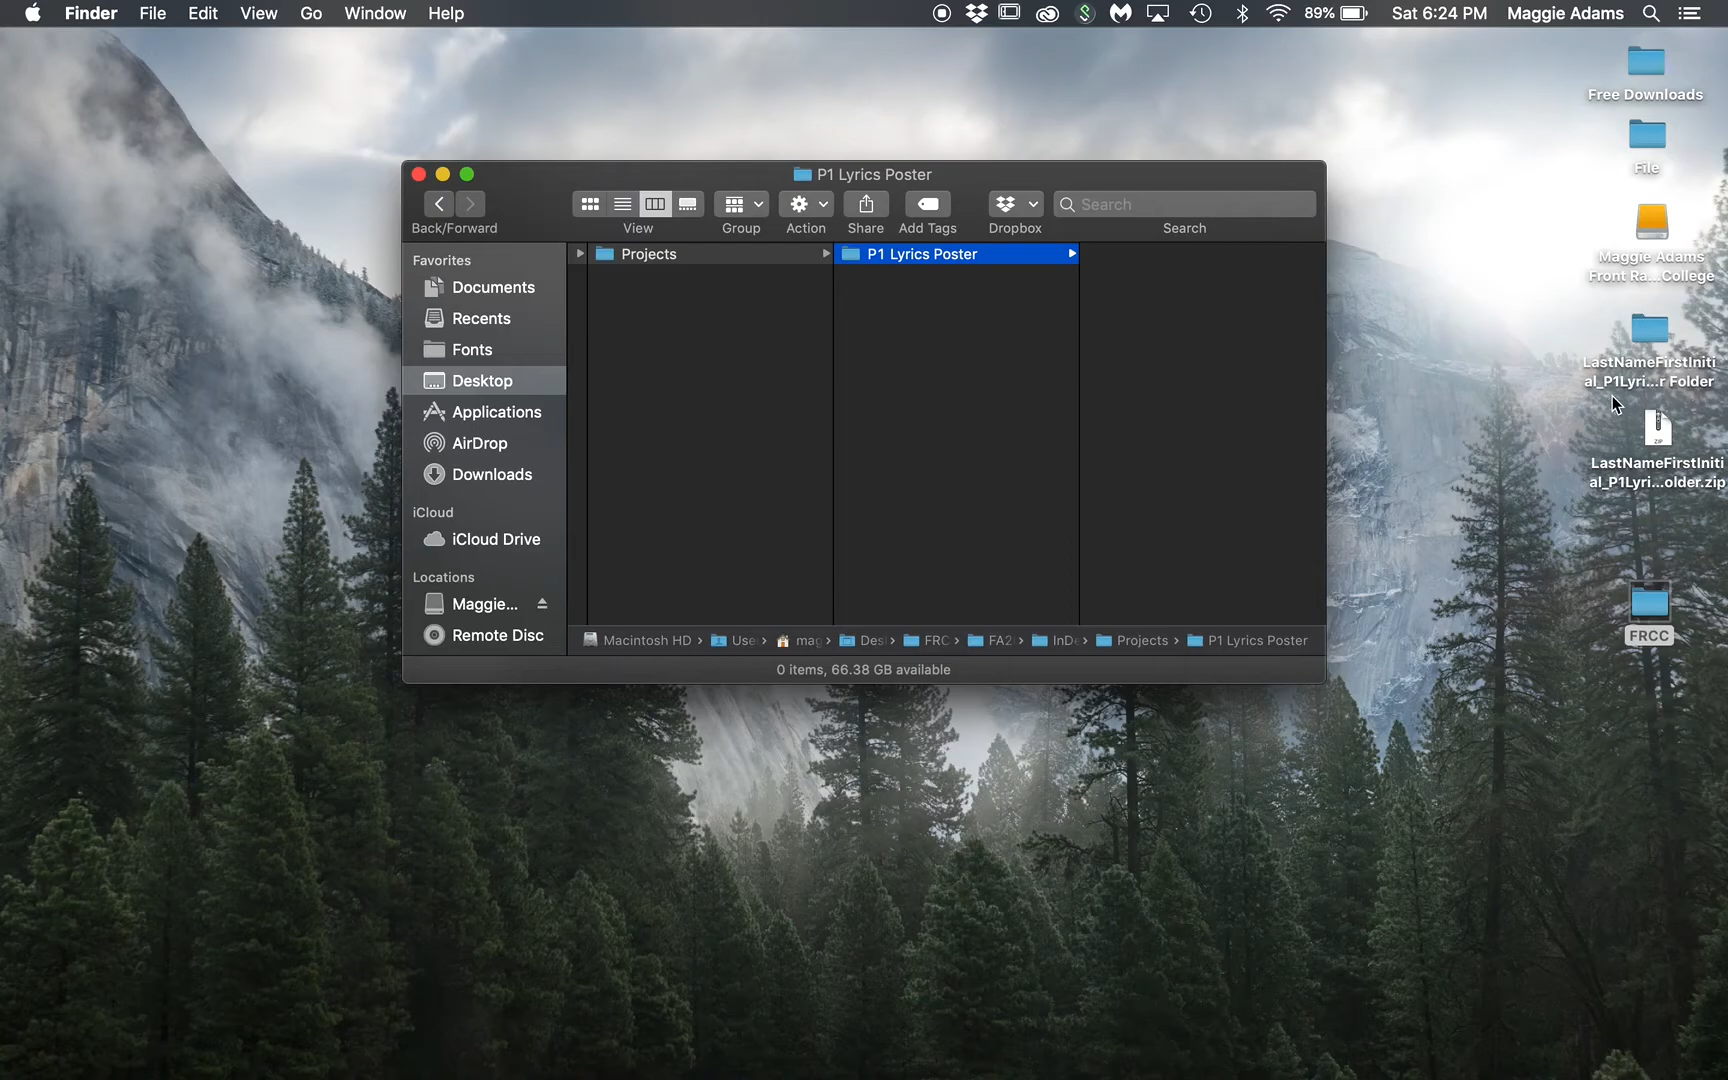 Finder File Edit View Go Window Help 89% Sat 6:24 PM Maggie Adams
Free Downloads
File
Maggie Adams
Front Ra...College
LastNameFirstIniti
al_P1Lyri...r Folder
ZIP
LastNameFirstIniti
al_P1Lyri...older.zip
FRCC
P1 Lyrics Poster
Search
Back/Forward View Group Action Share Add Tags Dropbox Search
Favorites
Documents
Recents
Fonts
Desktop
Applications
AirDrop
Downloads
iCloud
iCloud Drive
Locations
Maggie...
Remote Disc
Projects
P1 Lyrics Poster
Macintosh HD › Use › mag › Des › FRC › FA2 › InDe › Projects › P1 Lyrics Poster
0 items, 66.38 GB available